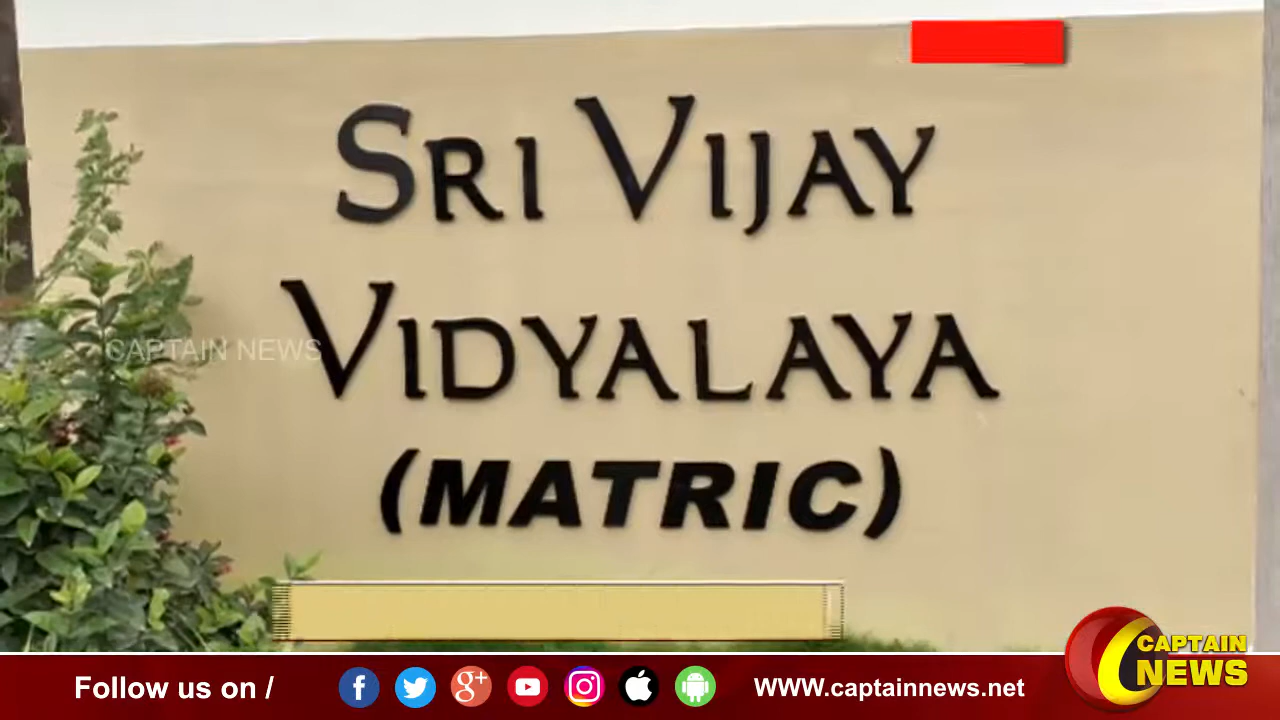 SRI VIJAY
VIDYALAYA
CAPTAIN NEWS
(MATRIC)
CAPTAIN
NEWS
Follow us on /
WWW.captainnews.net